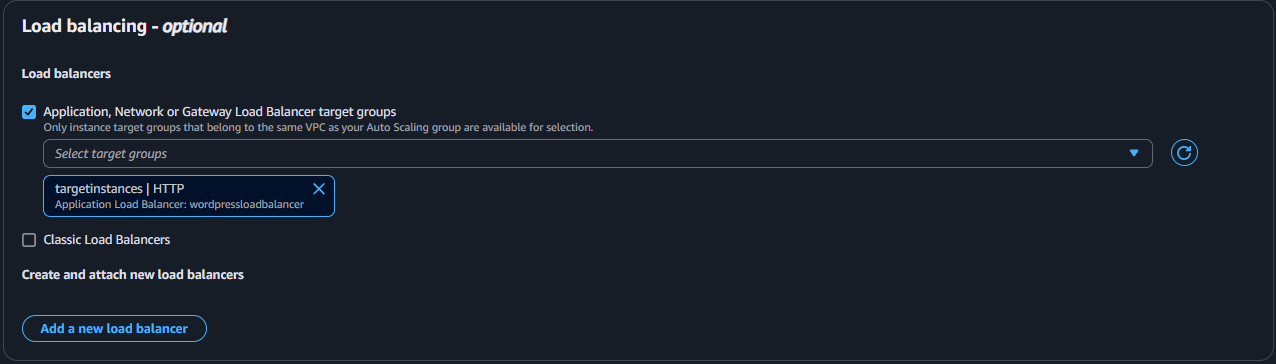 Load balancing - optional
Load balancers
Application, Network or Gateway Load Balancer target groups
Only instance target groups that belong to the same VPC as your Auto Scaling group are available for selection.
Select target groups
targetinstances | HTTP
Application Load Balancer: wordpressloadbalancer
Classic Load Balancers
Create and attach new load balancers
Add a new load balancer